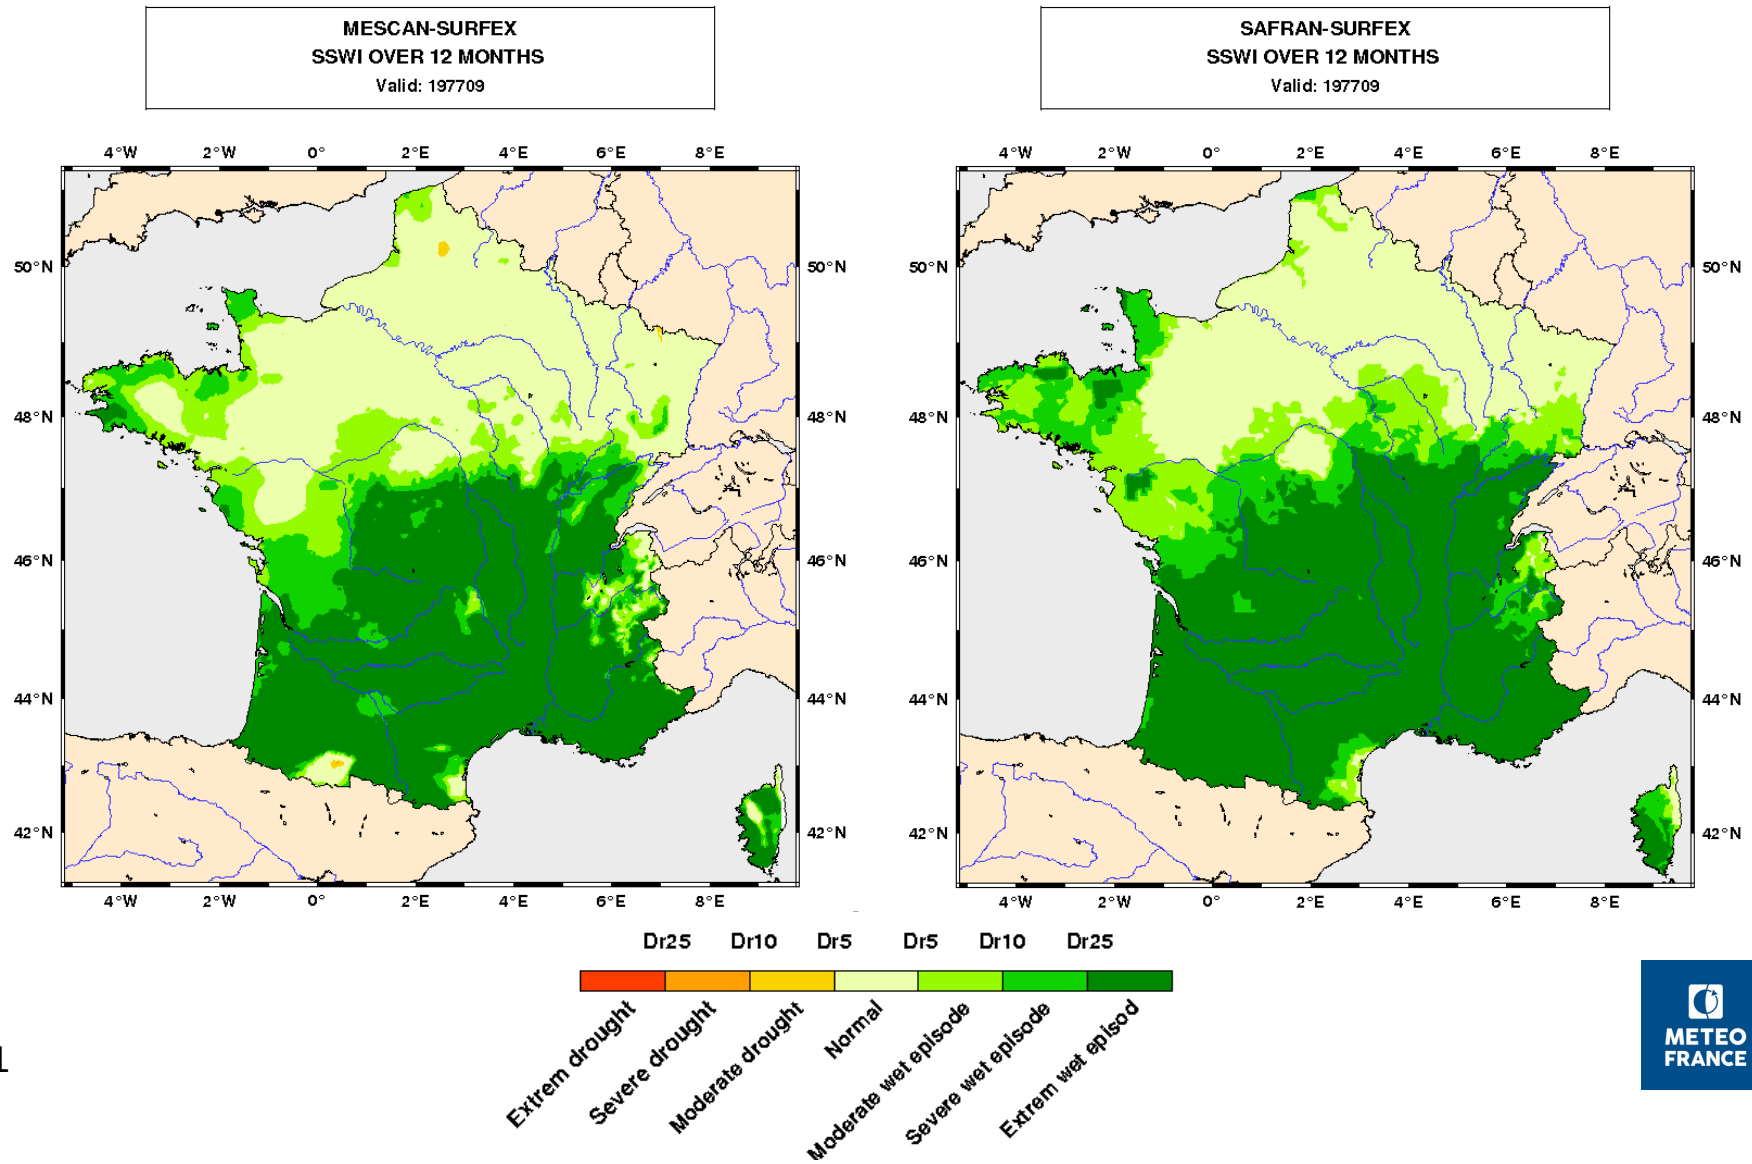 MESCAN-SURFEX
SSWI OVER 12 MONTHS
Valid: 197709
SAFRAN-SURFEX
SSWI OVER 12 MONTHS
Valid: 197709
4°W 2°W 0° 2°E 4°E 6°E 8°E
4°W 2°W 0° 2°E 4°E 6°E 8°E
50°N 50°N 50°N 50°N
48°N 48°N 48°N 48°N
46°N 46°N 46°N 46°N
44°N 44°N 44°N 44°N
42°N 42°N 42°N 42°N
4°W 2°W 0° 2°E 4°E 6°E 8°E
4°W 2°W 0° 2°E 4°E 6°E 8°E
Dr25 Dr10 Dr5 Dr5 Dr10 Dr25
Extrem drought
Severe drought
Moderate drought
Normal
Moderate wet episode
Severe wet episode
Extrem wet episod
METEO
FRANCE